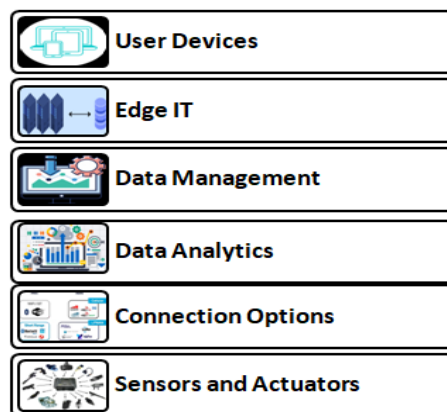 User Devices
Edge IT
Data Management
Data Analytics
Connection Options
Sensors and Actuators